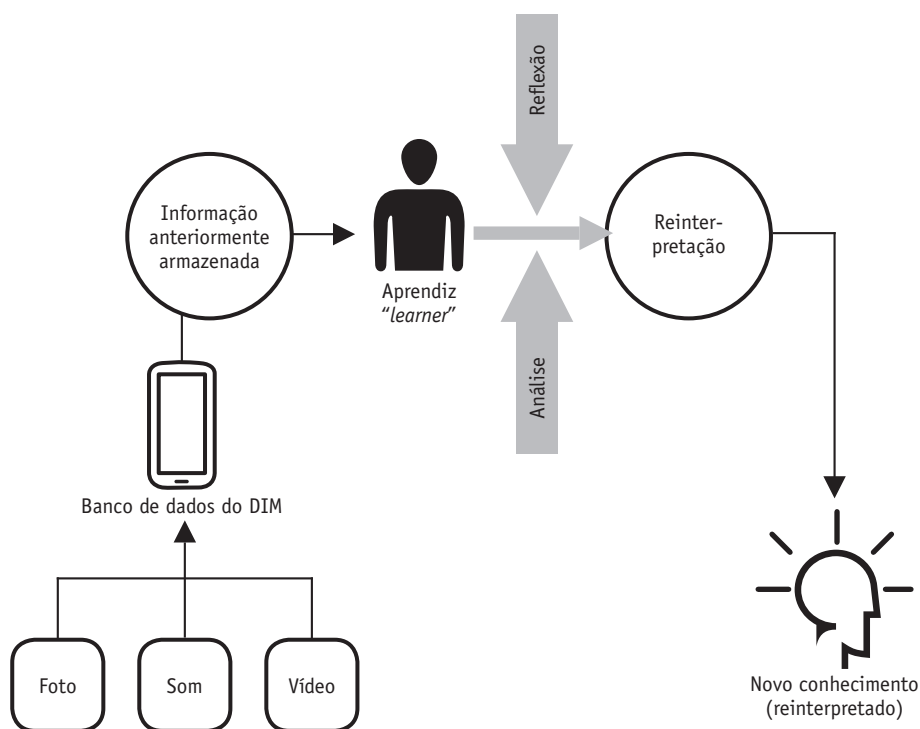 Reflexão
Informação
anteriormente
armazenada
Aprendiz
“learner”
Reinter-
pretação
Análise
Banco de dados do DIM
Foto
Som
Vídeo
Novo conhecimento
(reinterpretado)